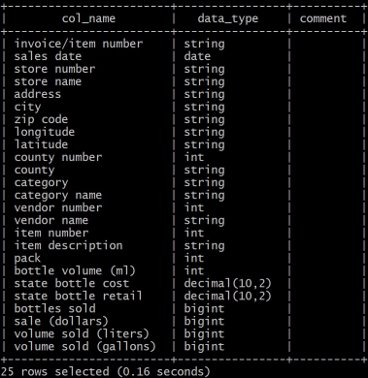 col_name | data_type | comment
invoice/item number | string
sales date | date
store number | string
store name | string
address | string
city | string
zip code | string
longitude | string
latitude | string
county number | int
county | string
category | string
category name | string
vendor number | int
vendor name | string
item number | int
item description | string
pack | int
bottle volume (ml) | int
state bottle cost | decimal(10,2)
state bottle retail | decimal(10,2)
bottles sold | bigint
sale (dollars) | bigint
volume sold (liters) | bigint
volume sold (gallons) | bigint
25 rows selected (0.16 seconds)